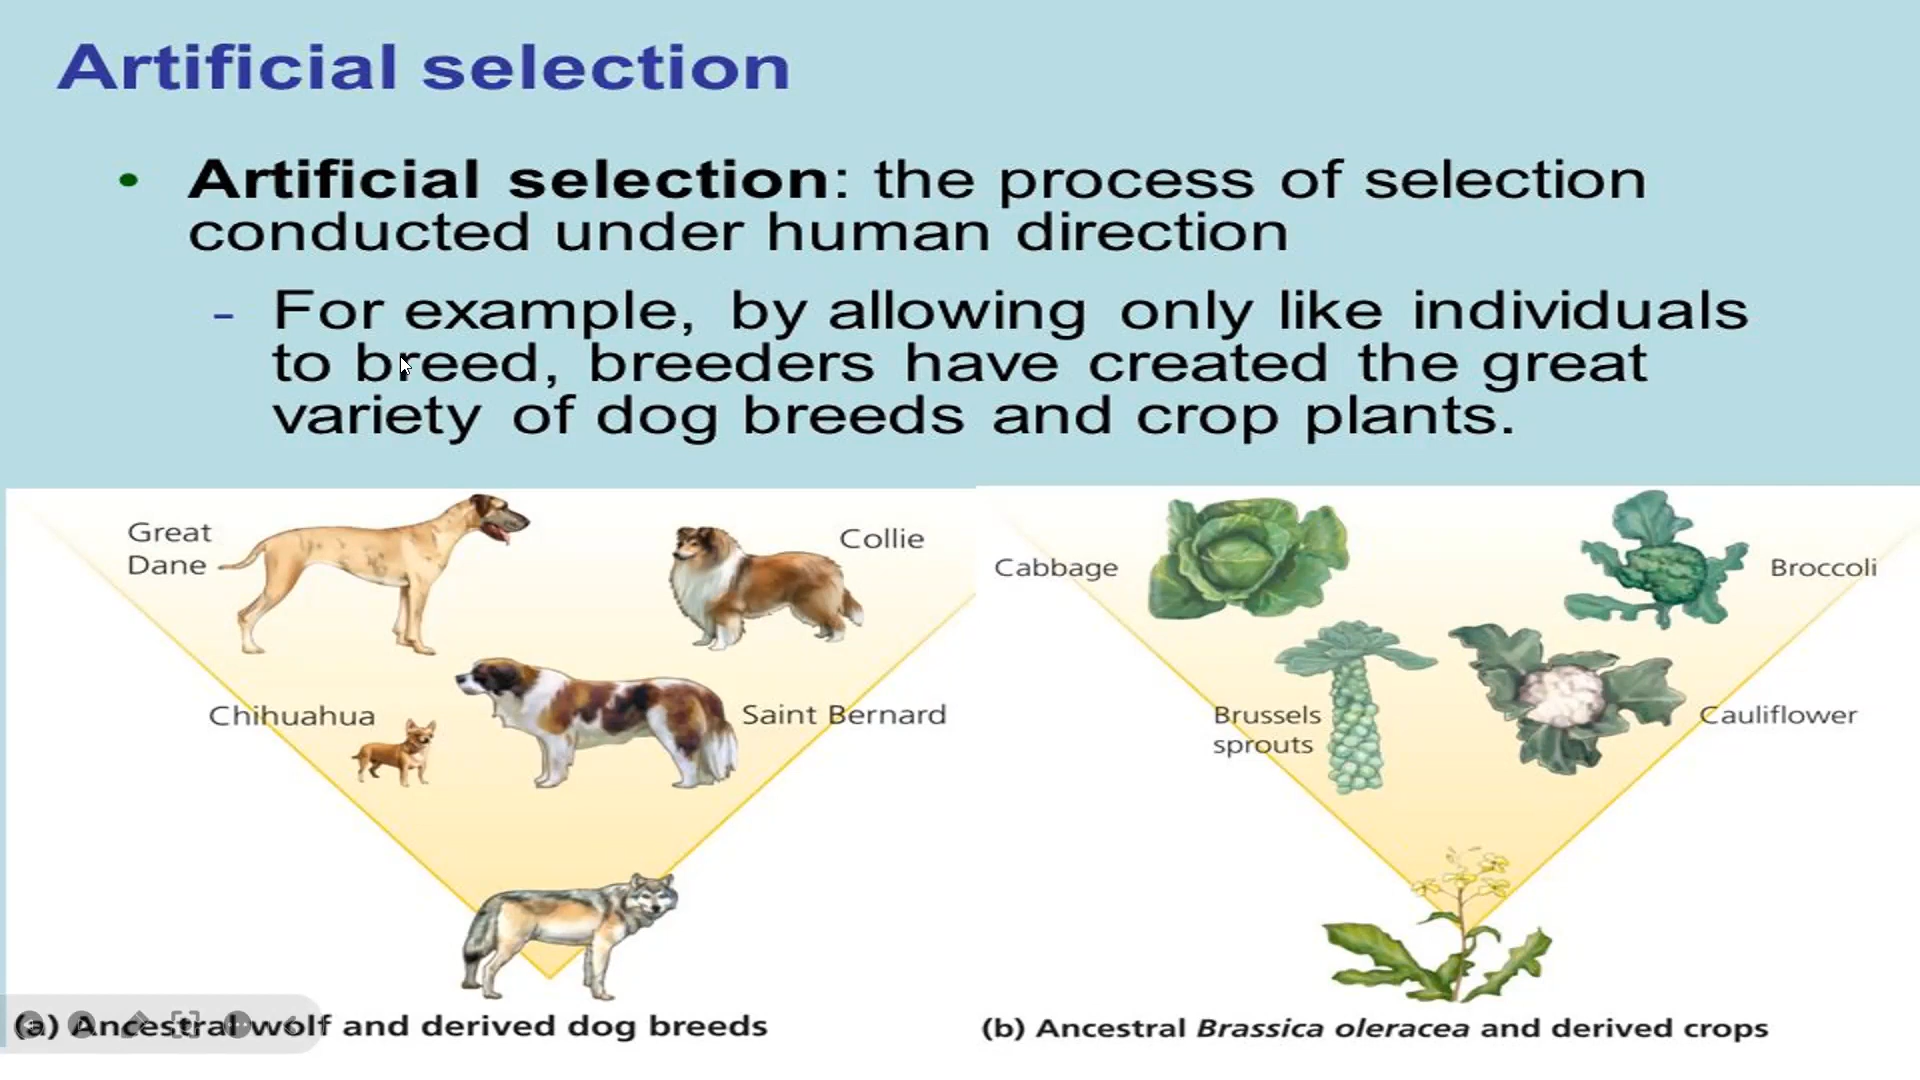 Artificial selection
• Artificial selection: the process of selection
conducted under human direction
- For example, by allowing only like individuals
to breed, breeders have created the great
variety of dog breeds and crop plants.
Great
Dane
Collie
Chihuahua
Saint Bernard
(a) Ancestral wolf and derived dog breeds
Cabbage
Broccoli
Brussels
sprouts
Cauliflower
(b) Ancestral Brassica oleracea and derived crops